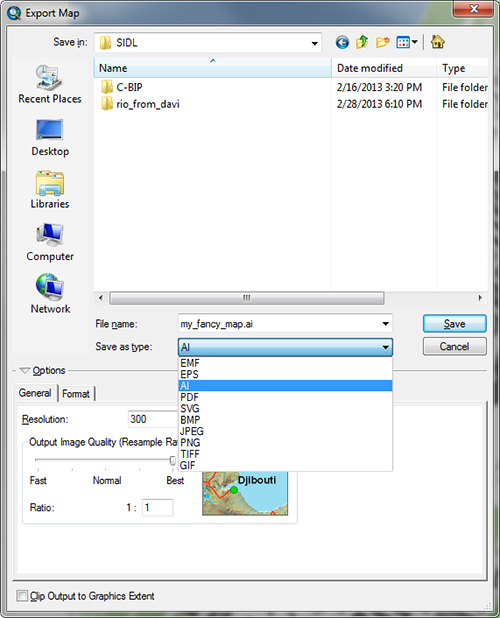 Export Map
Save in: SIDL
Name Date modified Type
C-BIP 2/16/2013 3:20 PM File folder
rio_from_davi 2/28/2013 6:10 PM File folder
Recent Places
Desktop
Libraries
Computer
Network
File name: my_fancy_map.ai Save
Save as type: AI Cancel
EMF
EPS
AI
PDF
SVG
BMP
JPEG
PNG
TIFF
GIF
Options
General Format
Resolution: 300
Output Image Quality (Resample Ra
Fast Normal Best
Ratio: 1 : 1
Djibouti
Clip Output to Graphics Extent